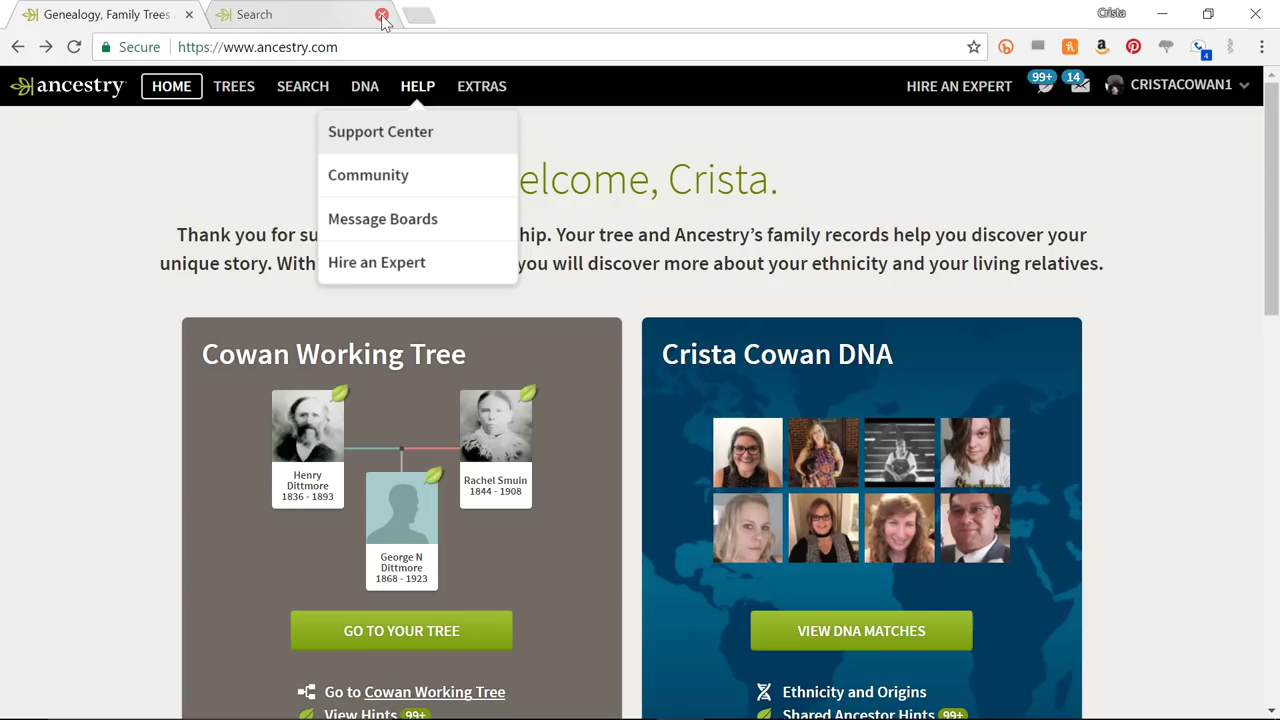 Genealogy, Family Trees
Search
Crista
Secure
https://www.ancestry.com
4
ancestry
HOME
TREES
SEARCH
DNA
HELP
EXTRAS
HIRE AN EXPERT
99+
14
CRISTACOWAN1
Support Center
Community
Message Boards
Hire an Expert
elcome, Crista.
Thank you for su
hip. Your tree and Ancestry’s family records help you discover your
unique story. With
you will discover more about your ethnicity and your living relatives.
Cowan Working Tree
Henry
Dittmore
1836 - 1893
Rachel Smuin
1844 - 1908
George N
Dittmore
1868 - 1923
GO TO YOUR TREE
Go to Cowan Working Tree
View Hints 99+
Crista Cowan DNA
VIEW DNA MATCHES
Ethnicity and Origins
Shared Ancestor Hints 99+